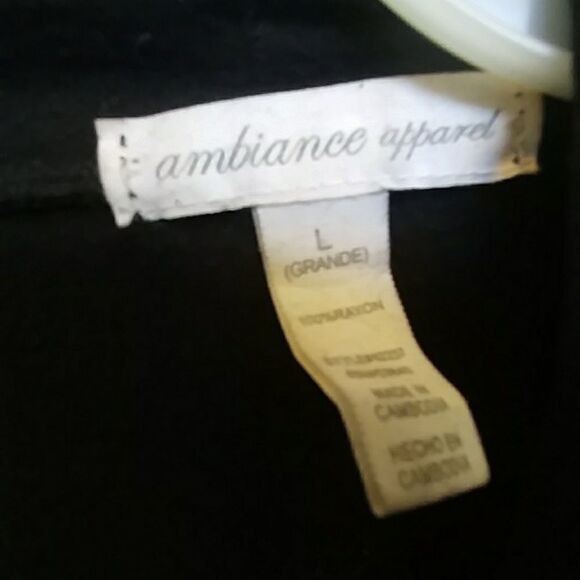 ambiance apparel
L
(GRANDE)
100% RAYON
MADE IN
CAMBODIA
HECHO EN
CAMBODIA